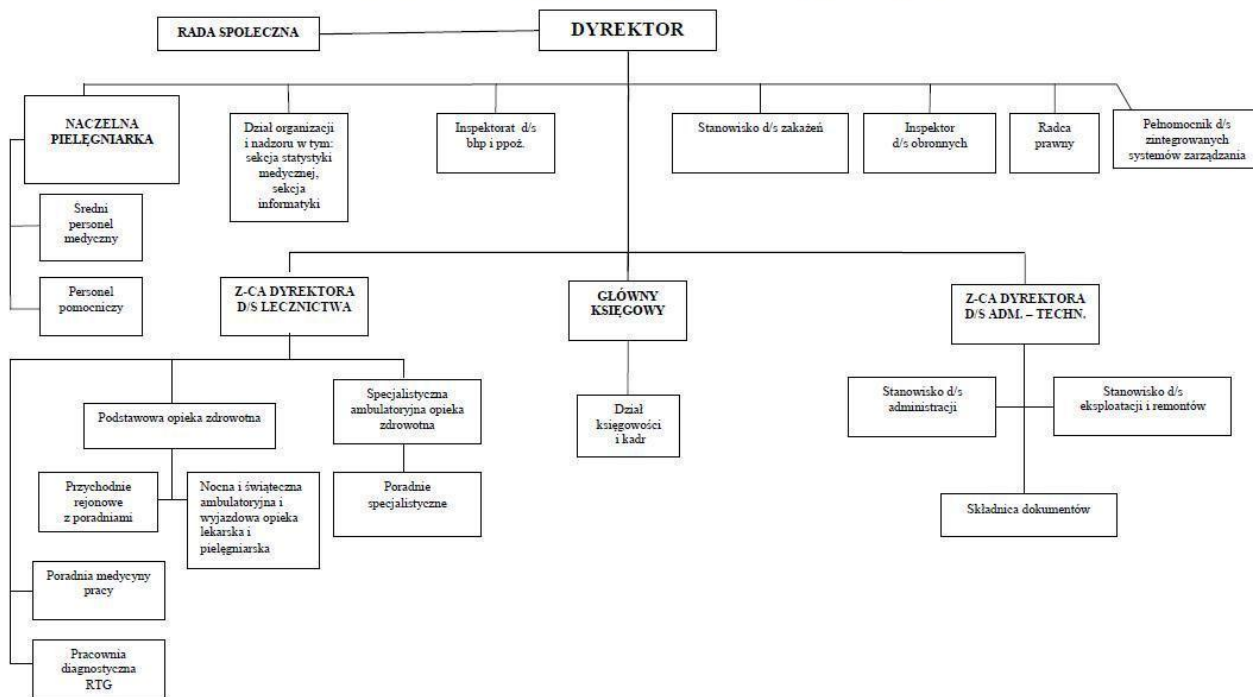 RADA SPOŁECZNA
DYREKTOR
NACZELNA
PIELĘGNIARKA
Dział organizacji
i nadzoru w tym:
sekcja statystyki
medycznej,
sekcja
informatyki
Inspektorat d/s
bhp i ppoż.
Stanowisko d/s zakażeń
Inspektor
d/s obronnych
Radca
prawny
Pełnomocnik d/s
zintegrowanych
systemów zarządzania
Średni
personel
medyczny
Personel
pomocniczy
Z-CA DYREKTORA
D/S LECZNICTWA
GŁÓWNY
KSIĘGOWY
Z-CA DYREKTORA
D/S ADM. – TECHN.
Podstawowa opieka zdrowotna
Specjalistyczna
ambulatoryjna opieka
zdrowotna
Dział
księgowości
i kadr
Stanowisko d/s
administracji
Stanowisko d/s
eksploatacji i remontów
Przychodnie
rejonowe
z poradniami
Nocna i świąteczna
ambulatoryjna i
wyjazdowa opieka
lekarska i
pielęgniarska
Poradnie
specjalistyczne
Składnica dokumentów
Poradnia medycyny
pracy
Pracownia
diagnostyczna
RTG